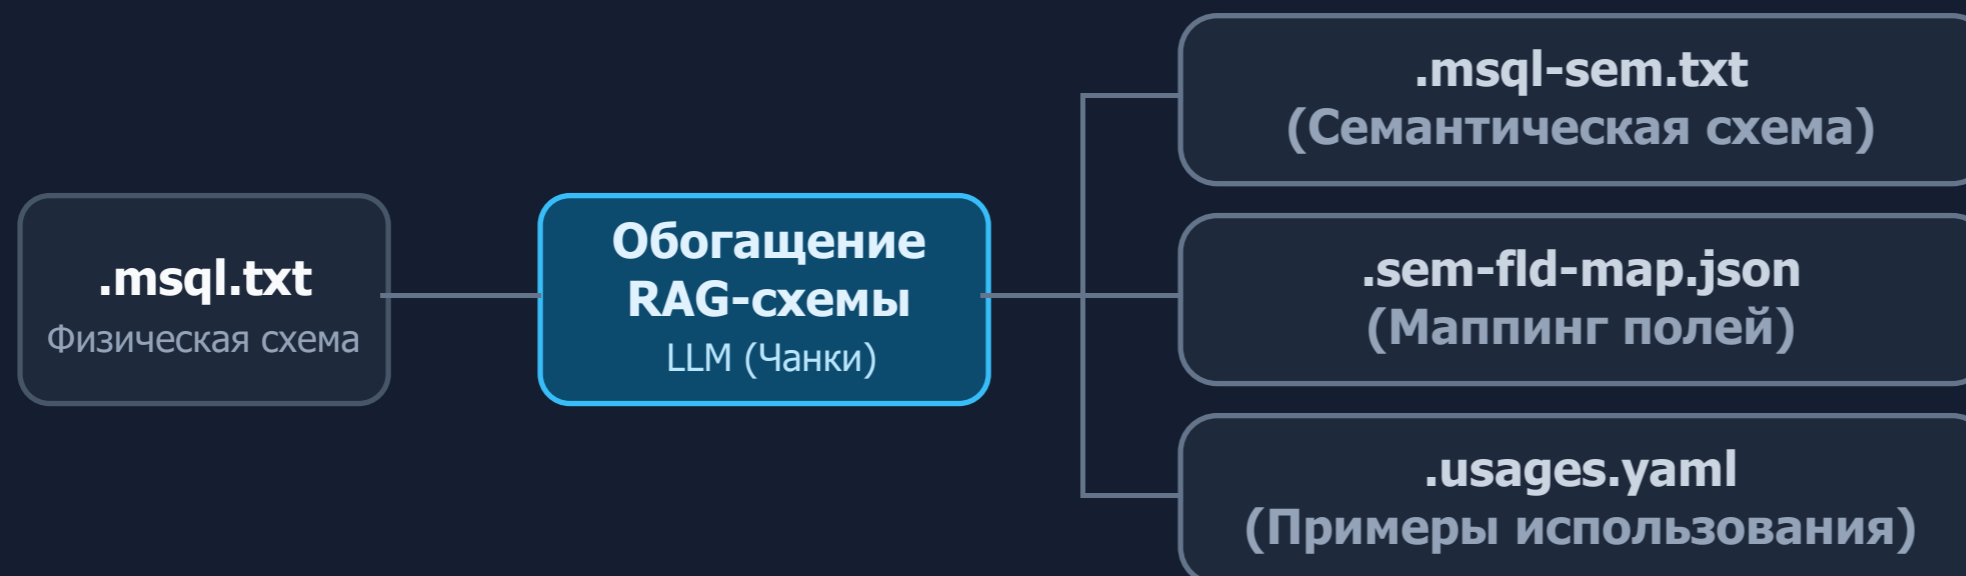 .msql.txt
Физическая схема
Обогащение
RAG-схемы
LLM (Чанки)
.msql-sem.txt
(Семантическая схема)
.sem-fld-map.json
(Маппинг полей)
.usages.yaml
(Примеры использования)